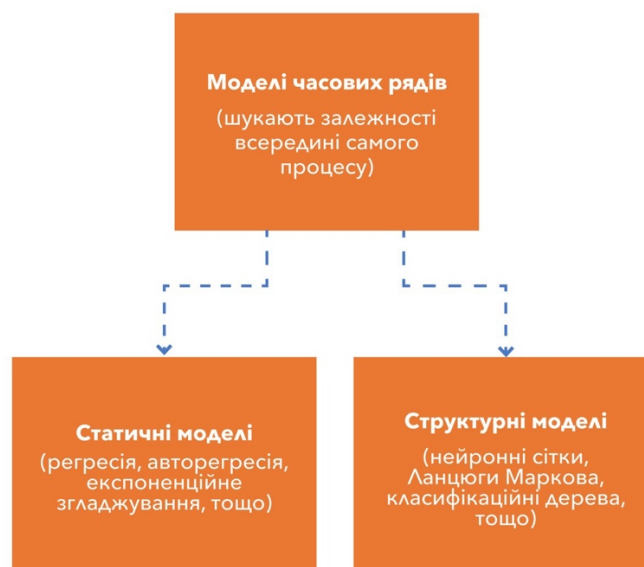 Моделі часових рядів
(шукають залежності
всередині самого
процесу)
Статичні моделі
(регресія, авторегресія,
експоненційне
згладжування, тощо)
Структурні моделі
(нейронні сітки,
Ланцюги Маркова,
класифікаційні дерева,
тощо)